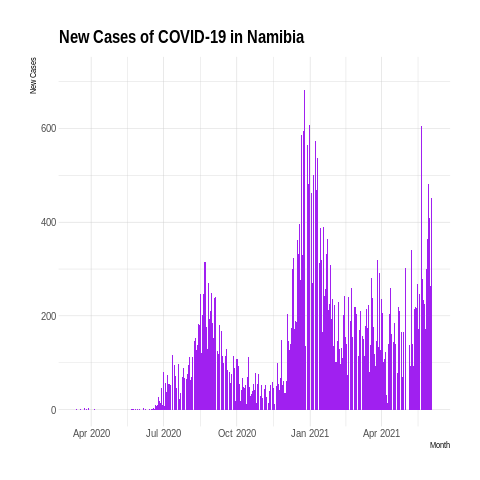 New Cases of COVID-19 in Namibia
New Cases
600
400
200
0
Apr 2020 Jul 2020 Oct 2020 Jan 2021 Apr 2021
Month